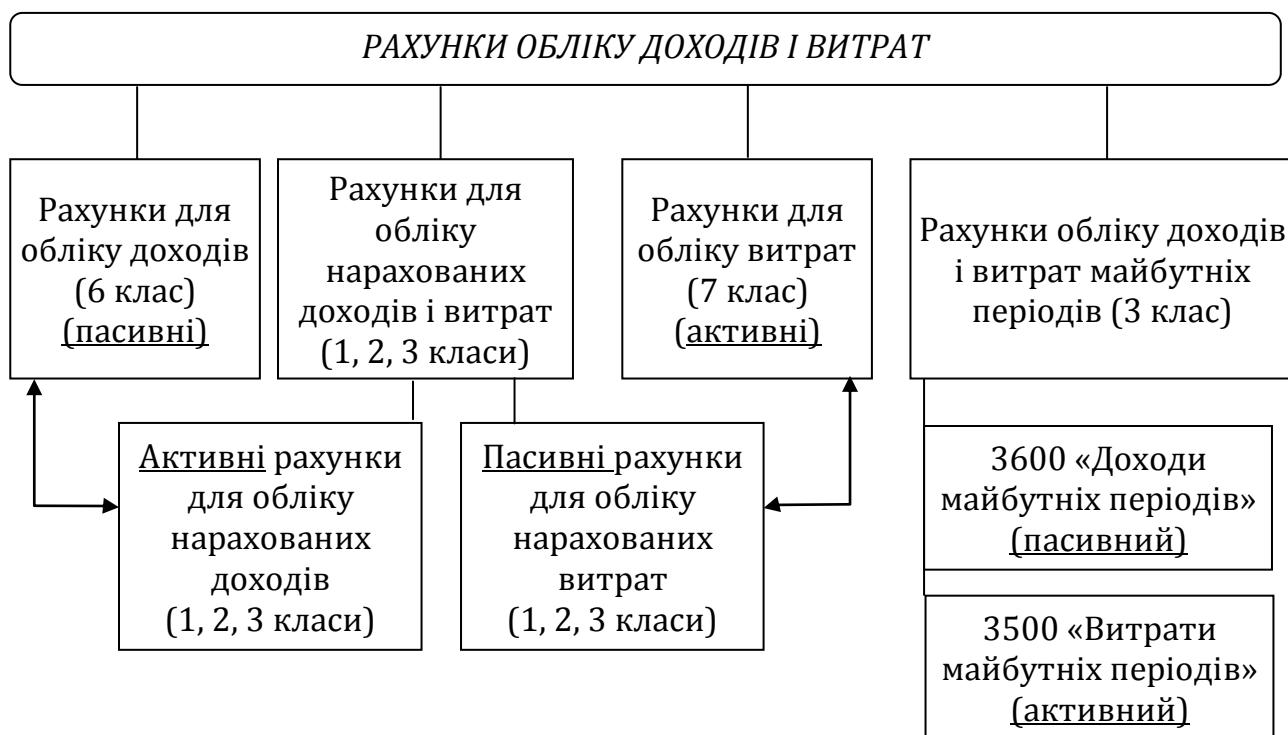 РАХУНКИ ОБЛІКУ ДОХОДІВ І ВИТРАТ
Рахунки для
обліку доходів
(6 клас)
(пасивні)
Рахунки для
обліку
нарахованих
доходів і витрат
(1, 2, 3 класи)
Рахунки для
обліку витрат
(7 клас)
(активні)
Рахунки обліку доходів
і витрат майбутніх
періодів (3 клас)
Активні рахунки
для обліку
нарахованих
доходів
(1, 2, 3 класи)
Пасивні рахунки
для обліку
нарахованих
витрат
(1, 2, 3 класи)
3600 «Доходи
майбутніх періодів»
(пасивний)
3500 «Витрати
майбутніх періодів»
(активний)